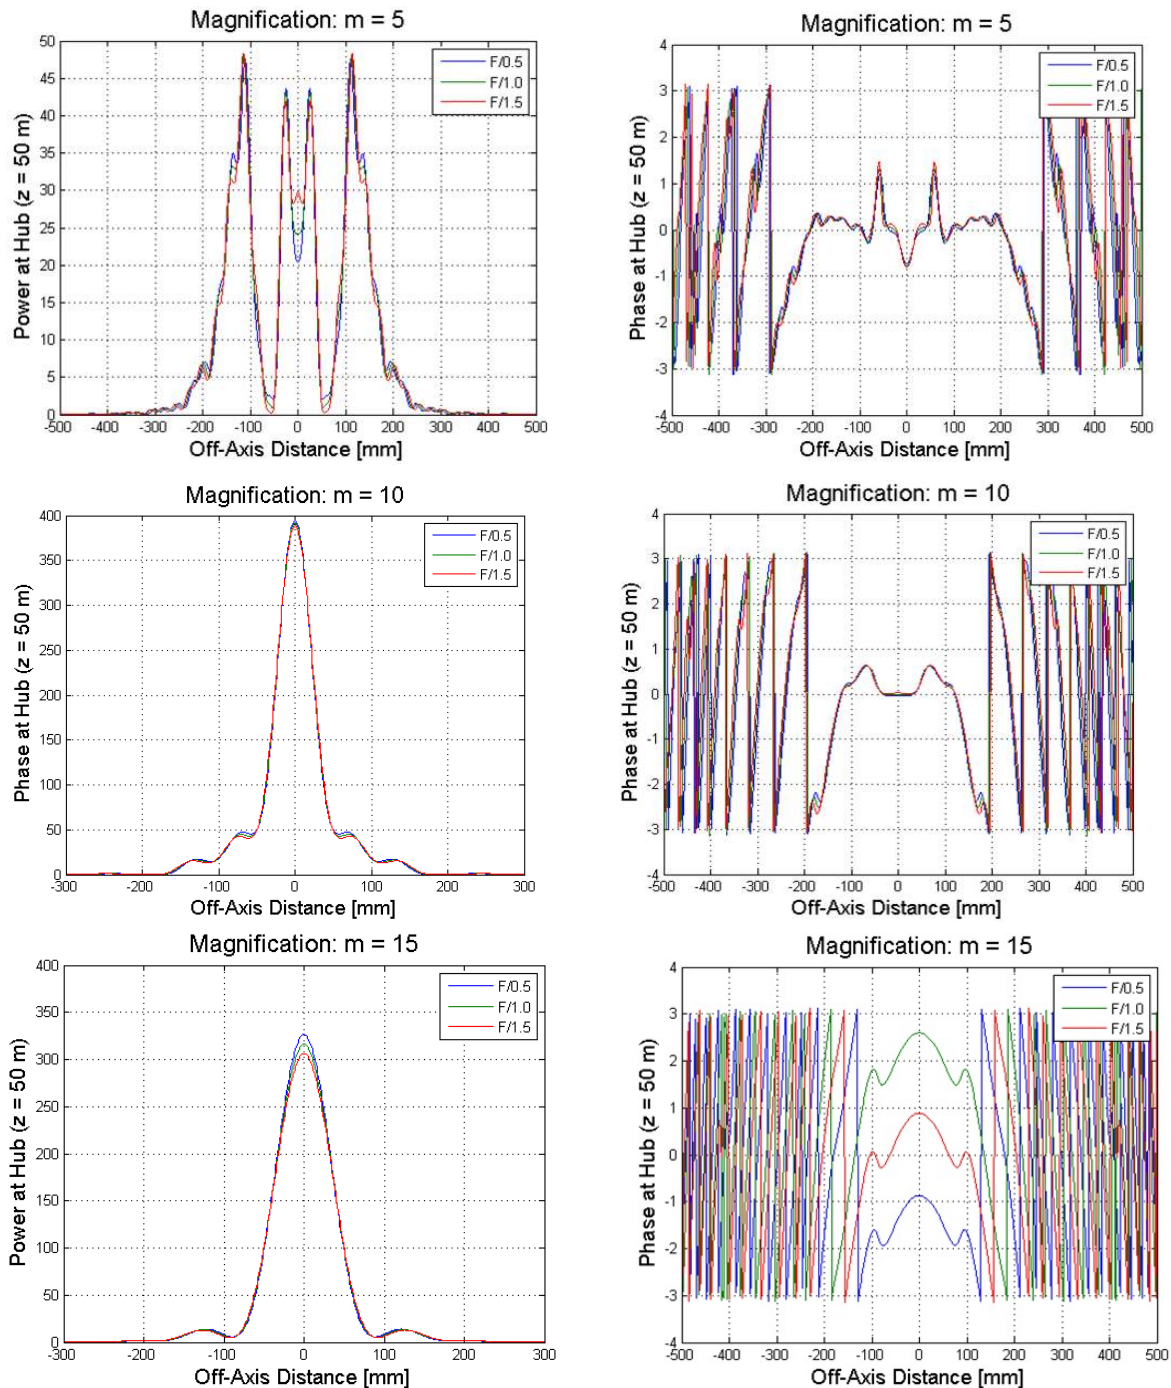 Magnification: m = 5
Power at Hub (z = 50 m)
50
45
40
35
30
25
20
15
10
5
0
F/0.5
F/1.0
F/1.5
-500 -400 -300 -200 -100 0 100 200 300 400 500
Off-Axis Distance [mm]
Magnification: m = 5
Phase at Hub (z = 50 m)
4
3
2
1
0
-1
-2
-3
-4
F/0.5
F/1.0
F/1.5
-500 -400 -300 -200 -100 0 100 200 300 400 500
Off-Axis Distance [mm]
Magnification: m = 10
Phase at Hub (z = 50 m)
400
350
300
250
200
150
100
50
0
F/0.5
F/1.0
F/1.5
-300 -200 -100 0 100 200 300
Off-Axis Distance [mm]
Magnification: m = 10
Phase at Hub (z = 50 m)
4
3
2
1
0
-1
-2
-3
-4
F/0.5
F/1.0
F/1.5
-500 -400 -300 -200 -100 0 100 200 300 400 500
Off-Axis Distance [mm]
Magnification: m = 15
Power at Hub (z = 50 m)
400
350
300
250
200
150
100
50
0
F/0.5
F/1.0
F/1.5
-300 -200 -100 0 100 200 300
Off-Axis Distance [mm]
Magnification: m = 15
Phase at Hub (z = 50 m)
4
3
2
1
0
-1
-2
-3
-4
F/0.5
F/1.0
F/1.5
-500 -400 -300 -200 -100 0 100 200 300 400 500
Off-Axis Distance [mm]